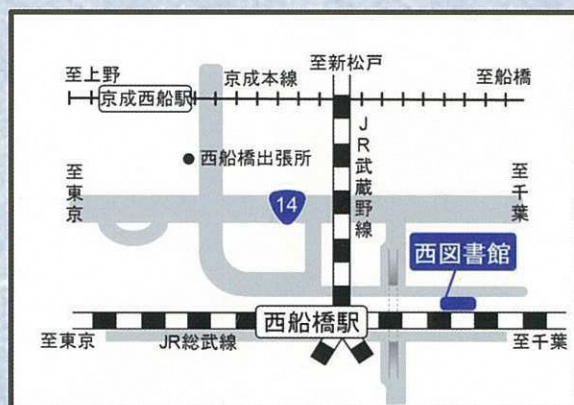 至新松戸
至上野
京成本線
至船橋
京成西船駅
西船橋出張所
JR武蔵野線
至東京
至千葉
14
西図書館
西船橋駅
至東京
JR総武線
至千葉